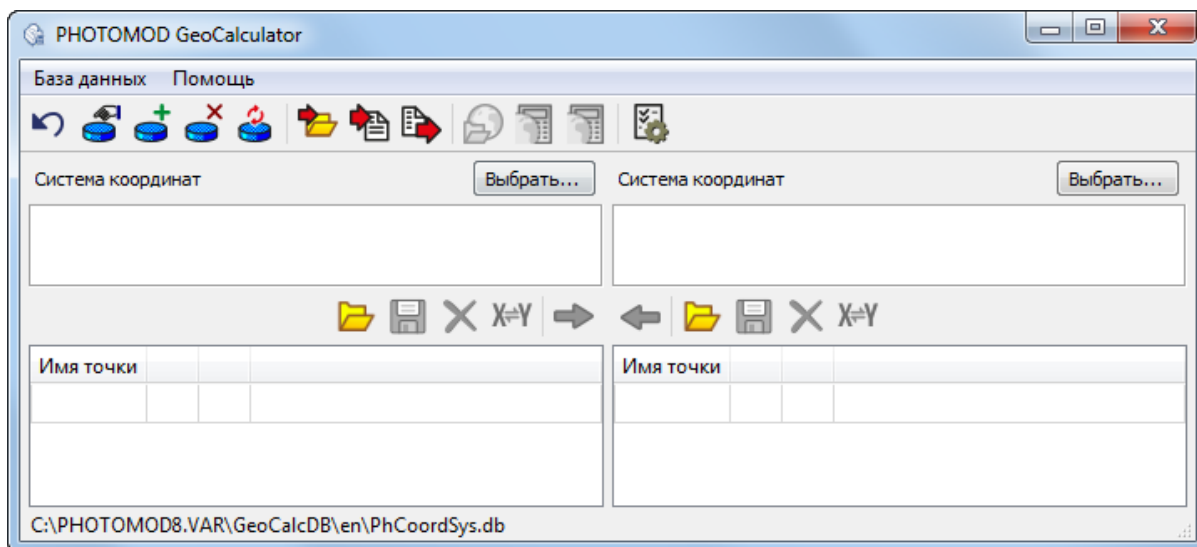 PHOTOMOD GeoCalculator
База данных Помощь
Система координат Выбрать... Система координат Выбрать...
X⇌Y X⇌Y
Имя точки Имя точки
C:\PHOTOMOD8.VAR\GeoCalcDB\en\PhCoordSys.db